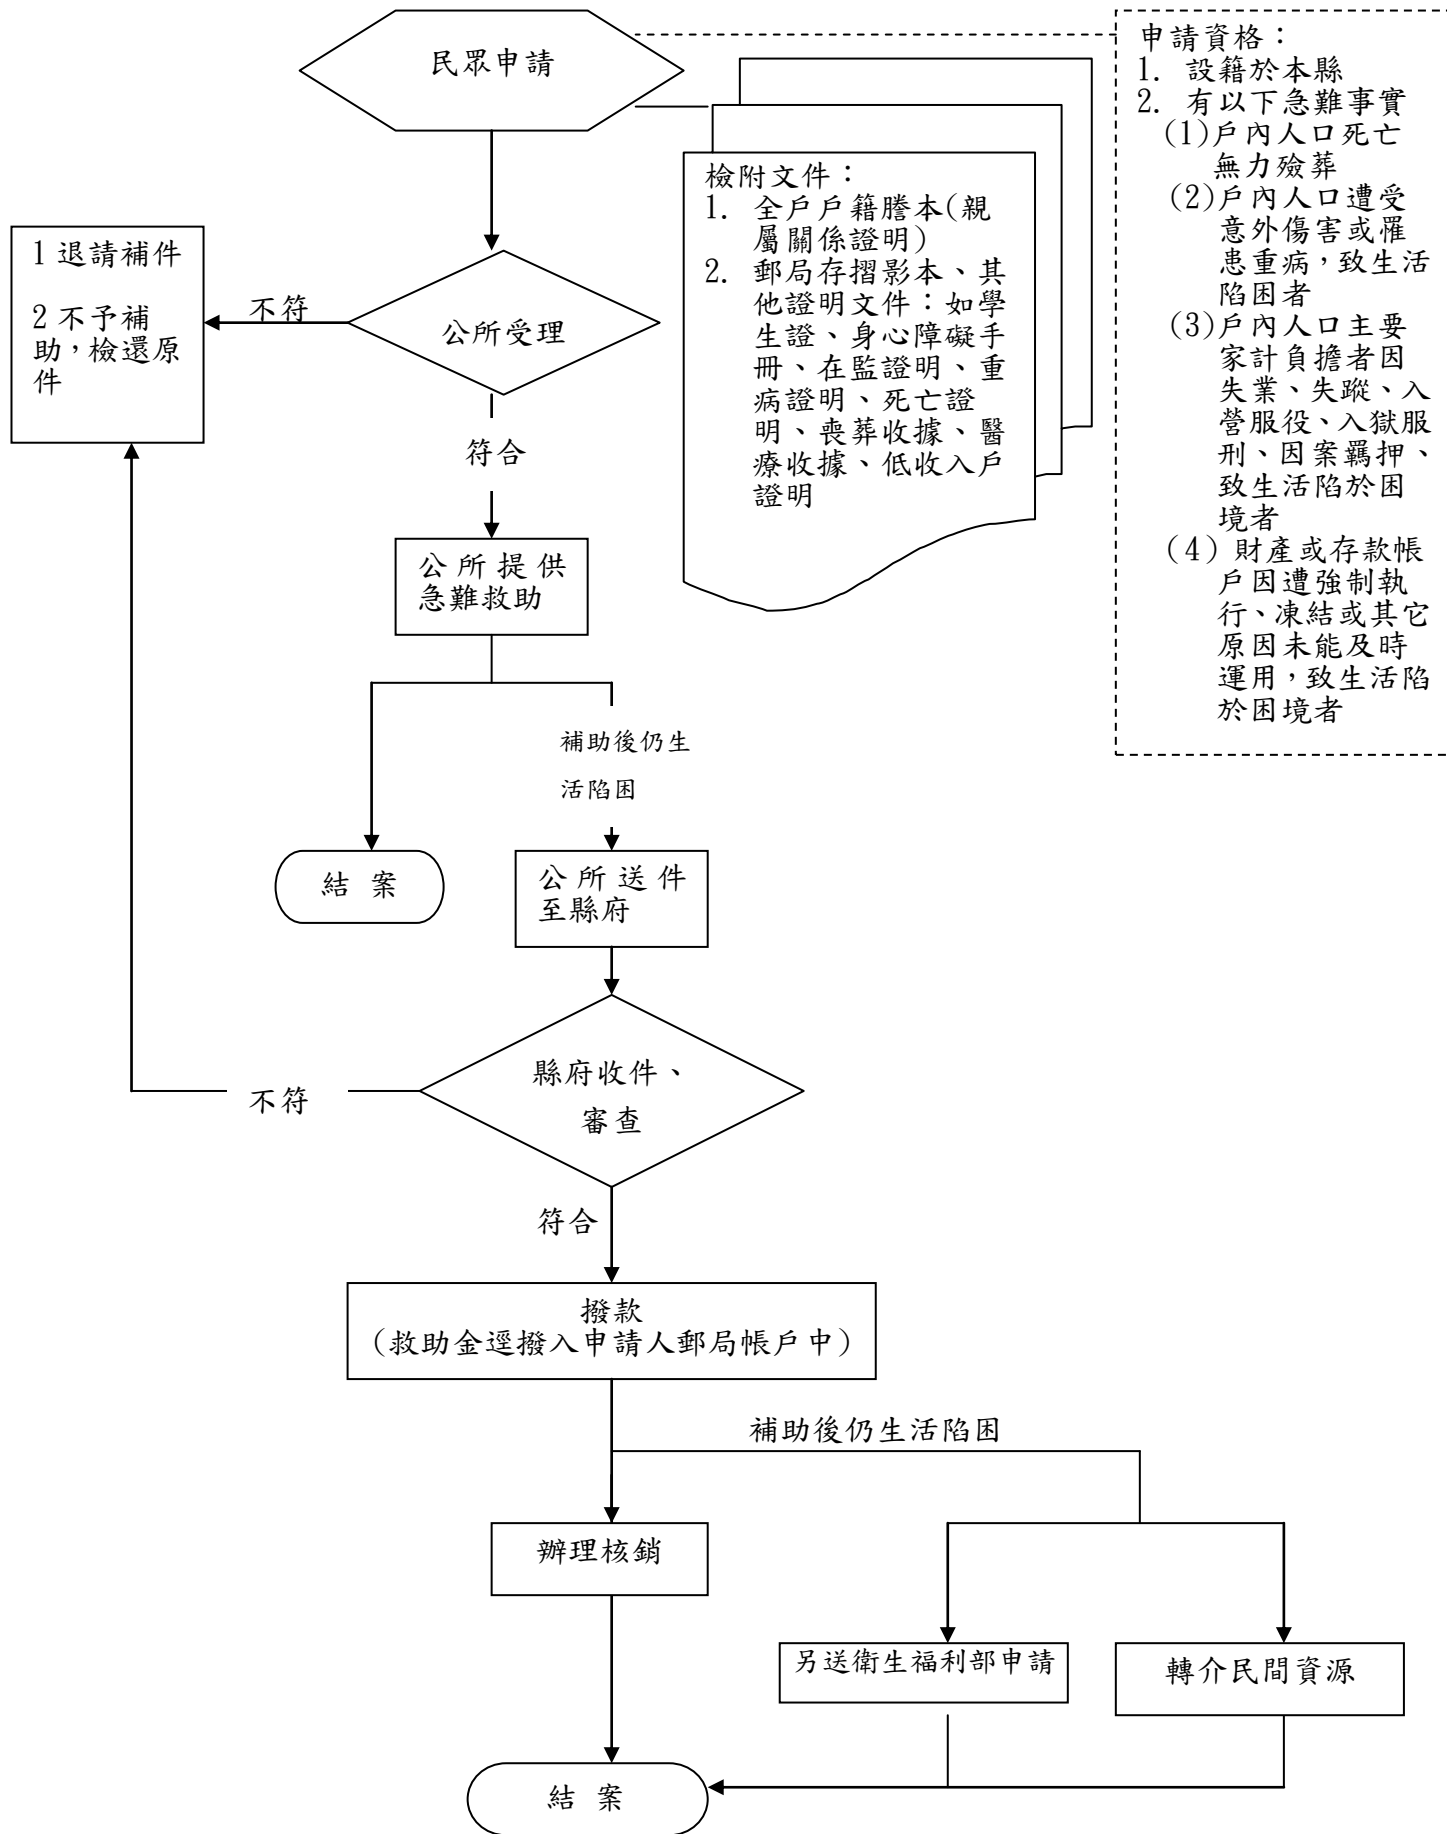 民眾申請
申請資格：
1. 設籍於本縣
2. 有以下急難事實
(1)戶內人口死亡
無力殮葬
(2)戶內人口遭受
意外傷害或罹
患重病，致生活
陷困者
(3)戶內人口主要
家計負擔者因
失業、失蹤、入
營服役、入獄服
刑、因案羈押、
致生活陷於困
境者
(4) 財產或存款帳
戶因遭強制執
行、凍結或其它
原因未能及時
運用，致生活陷
於困境者
檢附文件：
1. 全戶戶籍謄本(親
屬關係證明)
2. 郵局存摺影本、其
他證明文件：如學
生證、身心障礙手
冊、在監證明、重
病證明、死亡證
明、喪葬收據、醫
療收據、低收入戶
證明
1 退請補件
2 不予補
助，檢還原
件
不符
公所受理
符合
公所提供
急難救助
補助後仍生
活陷困
結 案
公所送件
至縣府
不符
縣府收件、
審查
符合
撥款
(救助金逕撥入申請人郵局帳戶中)
補助後仍生活陷困
辦理核銷
另送衛生福利部申請
轉介民間資源
結 案